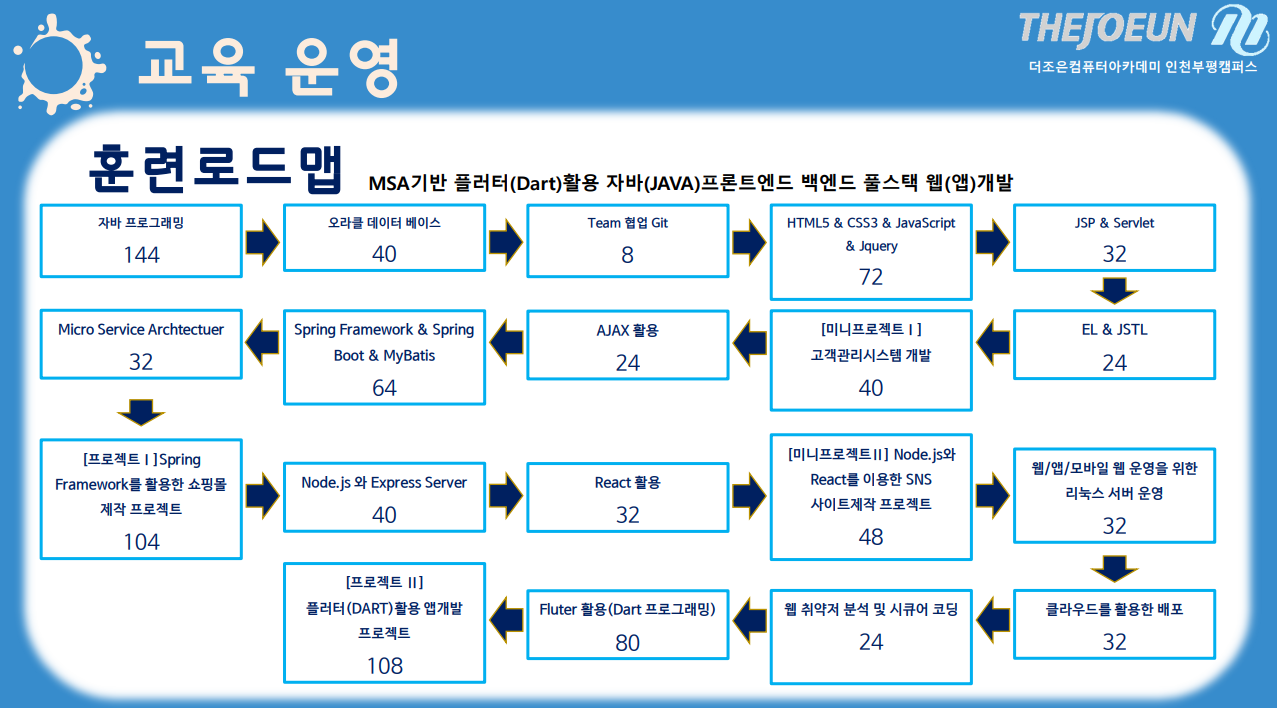 교육 운영
THEJOEUN
더조은컴퓨터아카데미 인천부평캠퍼스
훈련로드맵
MSA기반 플러터(Dart)활용 자바(JAVA)프론트엔드 백엔드 풀스택 웹(앱)개발
자바 프로그래밍
144
오라클 데이터 베이스
40
Team 협업 Git
8
HTML5 & CSS3 & JavaScript
& Jquery
72
JSP & Servlet
32
EL & JSTL
24
[미니프로젝트Ⅰ]
고객관리시스템 개발
40
AJAX 활용
24
Spring Framework & Spring
Boot & MyBatis
64
Micro Service Archtectuer
32
[프로젝트Ⅰ]Spring
Framework를 활용한 쇼핑몰
제작 프로젝트
104
Node.js 와 Express Server
40
React 활용
32
[미니프로젝트Ⅱ] Node.js와
React를 이용한 SNS
사이트제작 프로젝트
48
웹/앱/모바일 웹 운영을 위한
리눅스 서버 운영
32
클라우드를 활용한 배포
32
웹 취약저 분석 및 시큐어 코딩
24
Fluter 활용(Dart 프로그래밍)
80
[프로젝트 Ⅱ]
플러터(DART)활용 앱개발
프로젝트
108